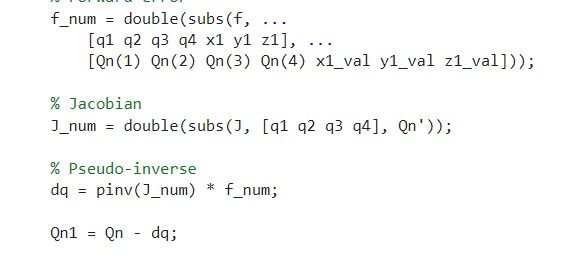 % Forward error
f_num = double(subs(f, ...
[q1 q2 q3 q4 x1 y1 z1], ...
[Qn(1) Qn(2) Qn(3) Qn(4) x1_val y1_val z1_val]));
% Jacobian
J_num = double(subs(J, [q1 q2 q3 q4], Qn'));
% Pseudo-inverse
dq = pinv(J_num) * f_num;
Qn1 = Qn - dq;